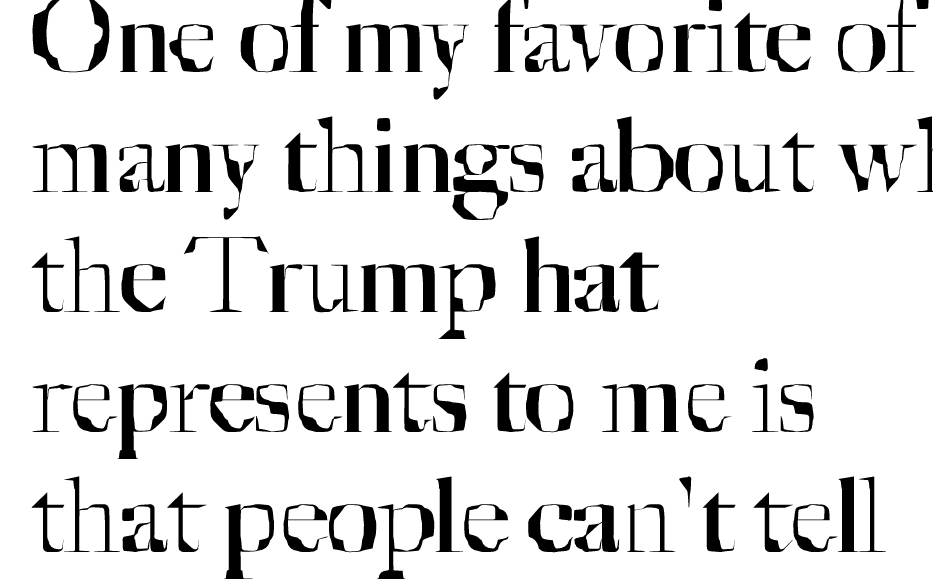 One of my favorite of
many things about wh
the Trump hat
represents to me is
that people can't tell